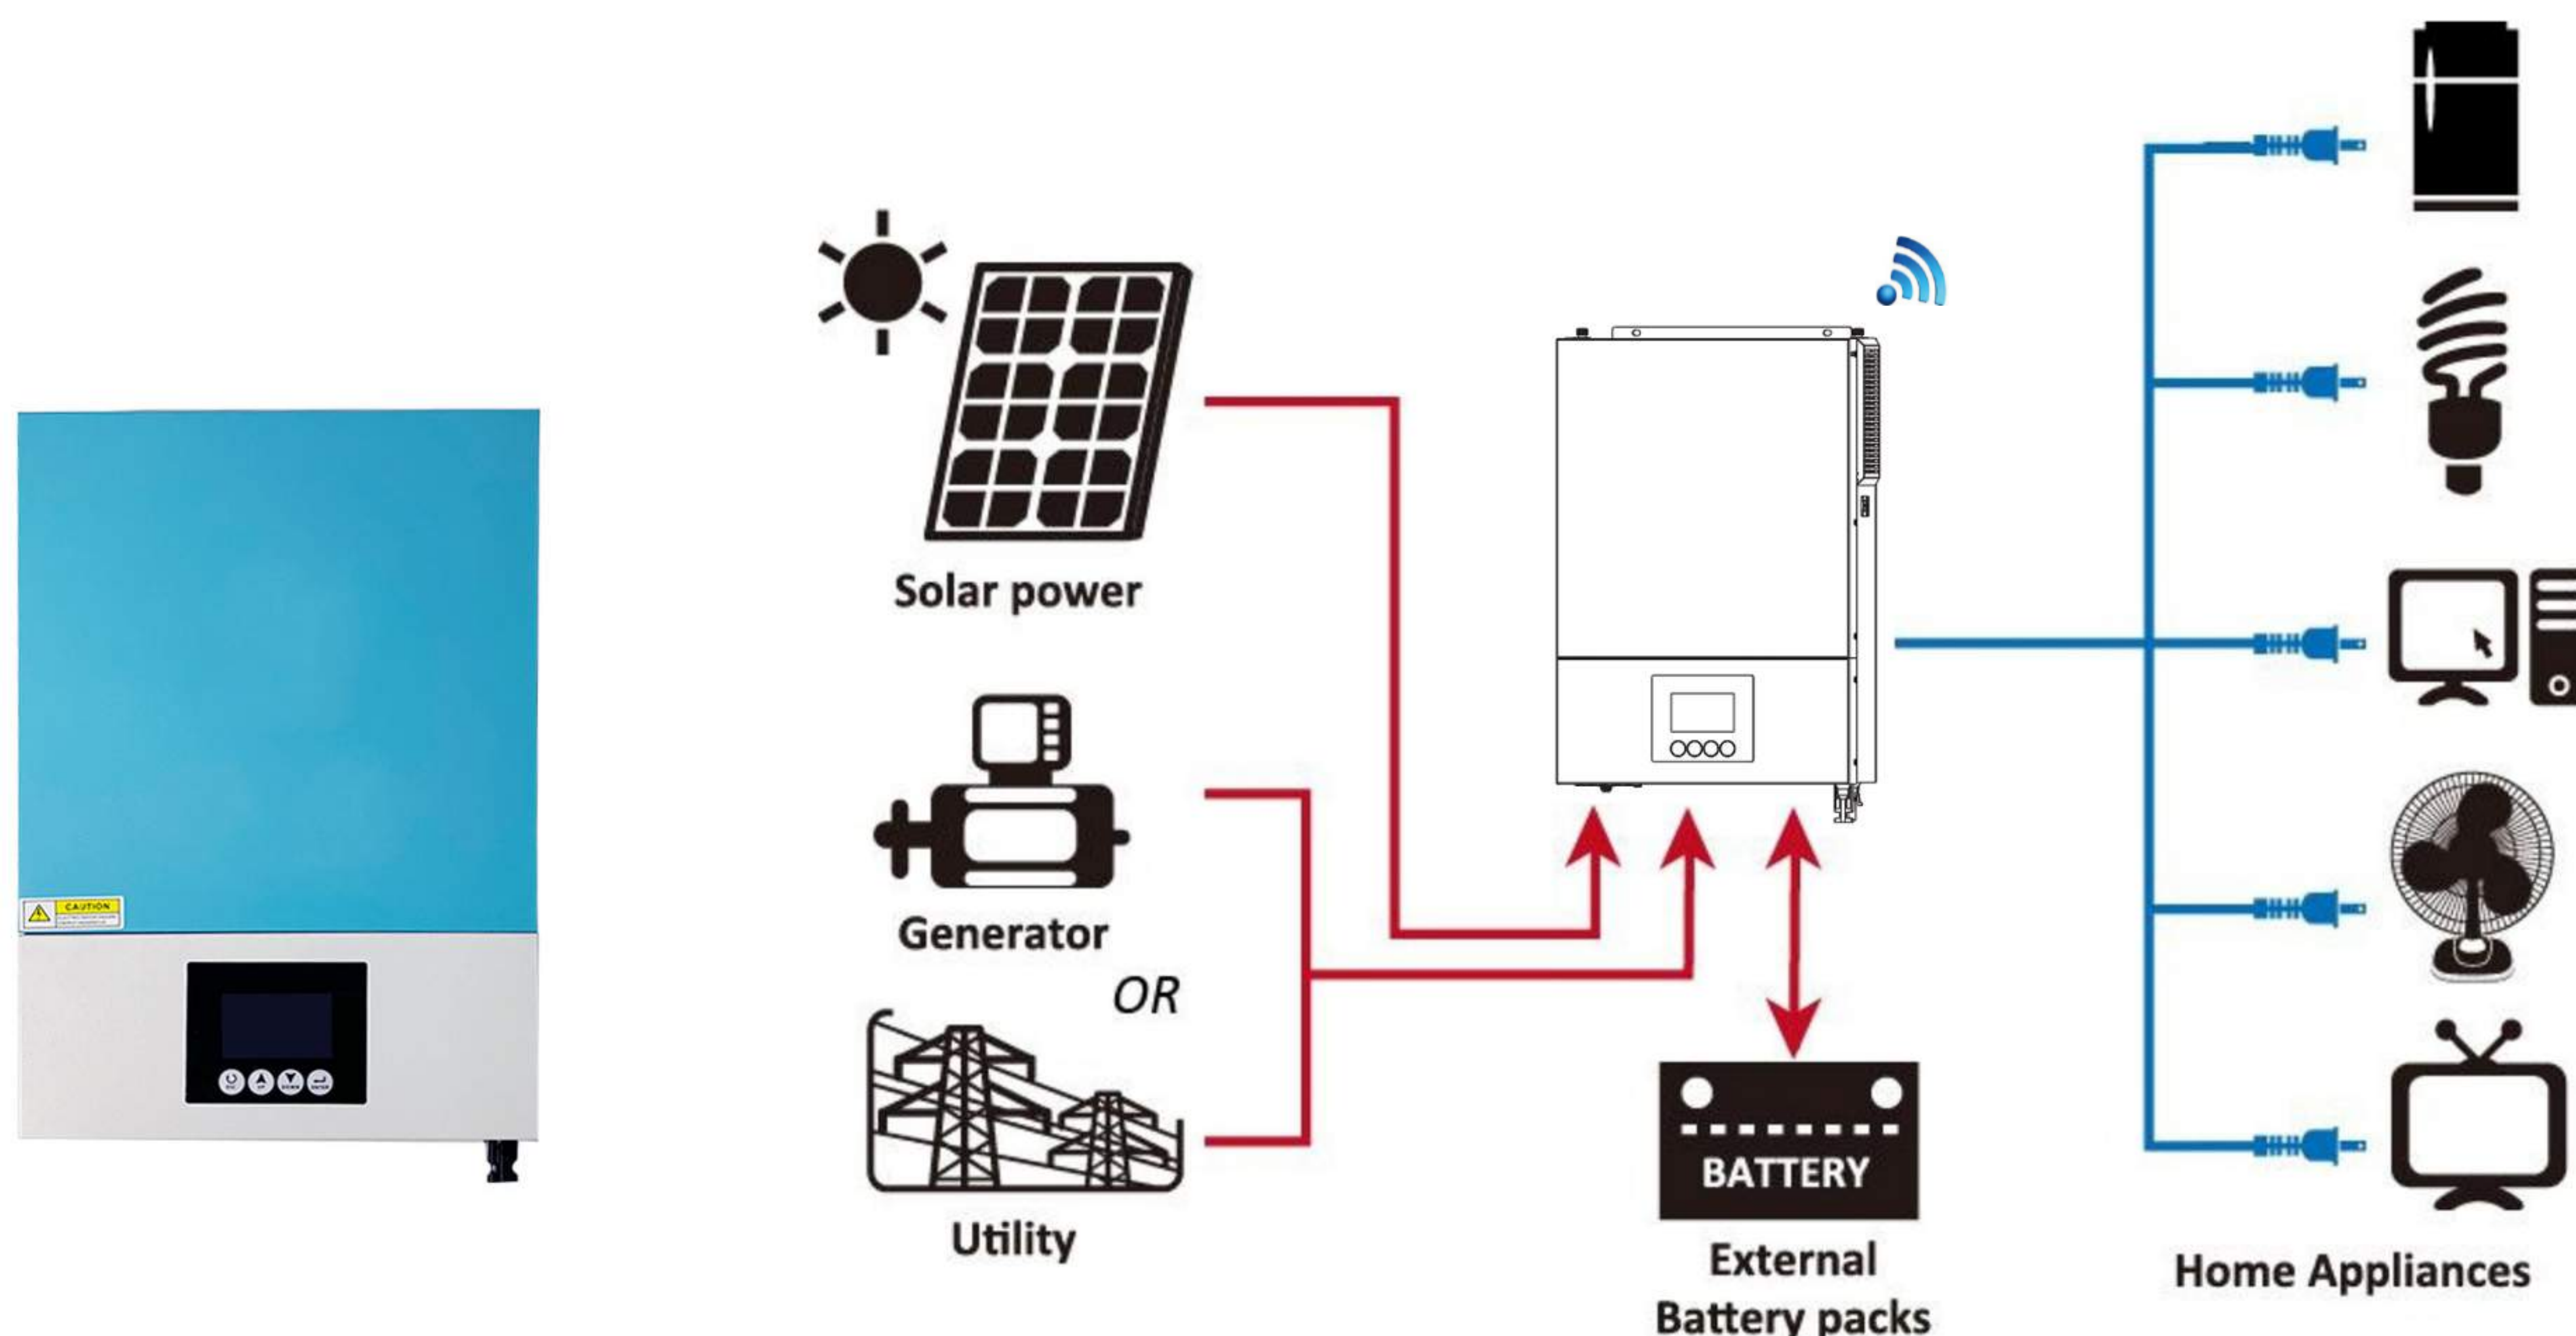 CAUTION
Solar power
Generator
OR
Utility
BATTERY
External
Battery packs
Home Appliances